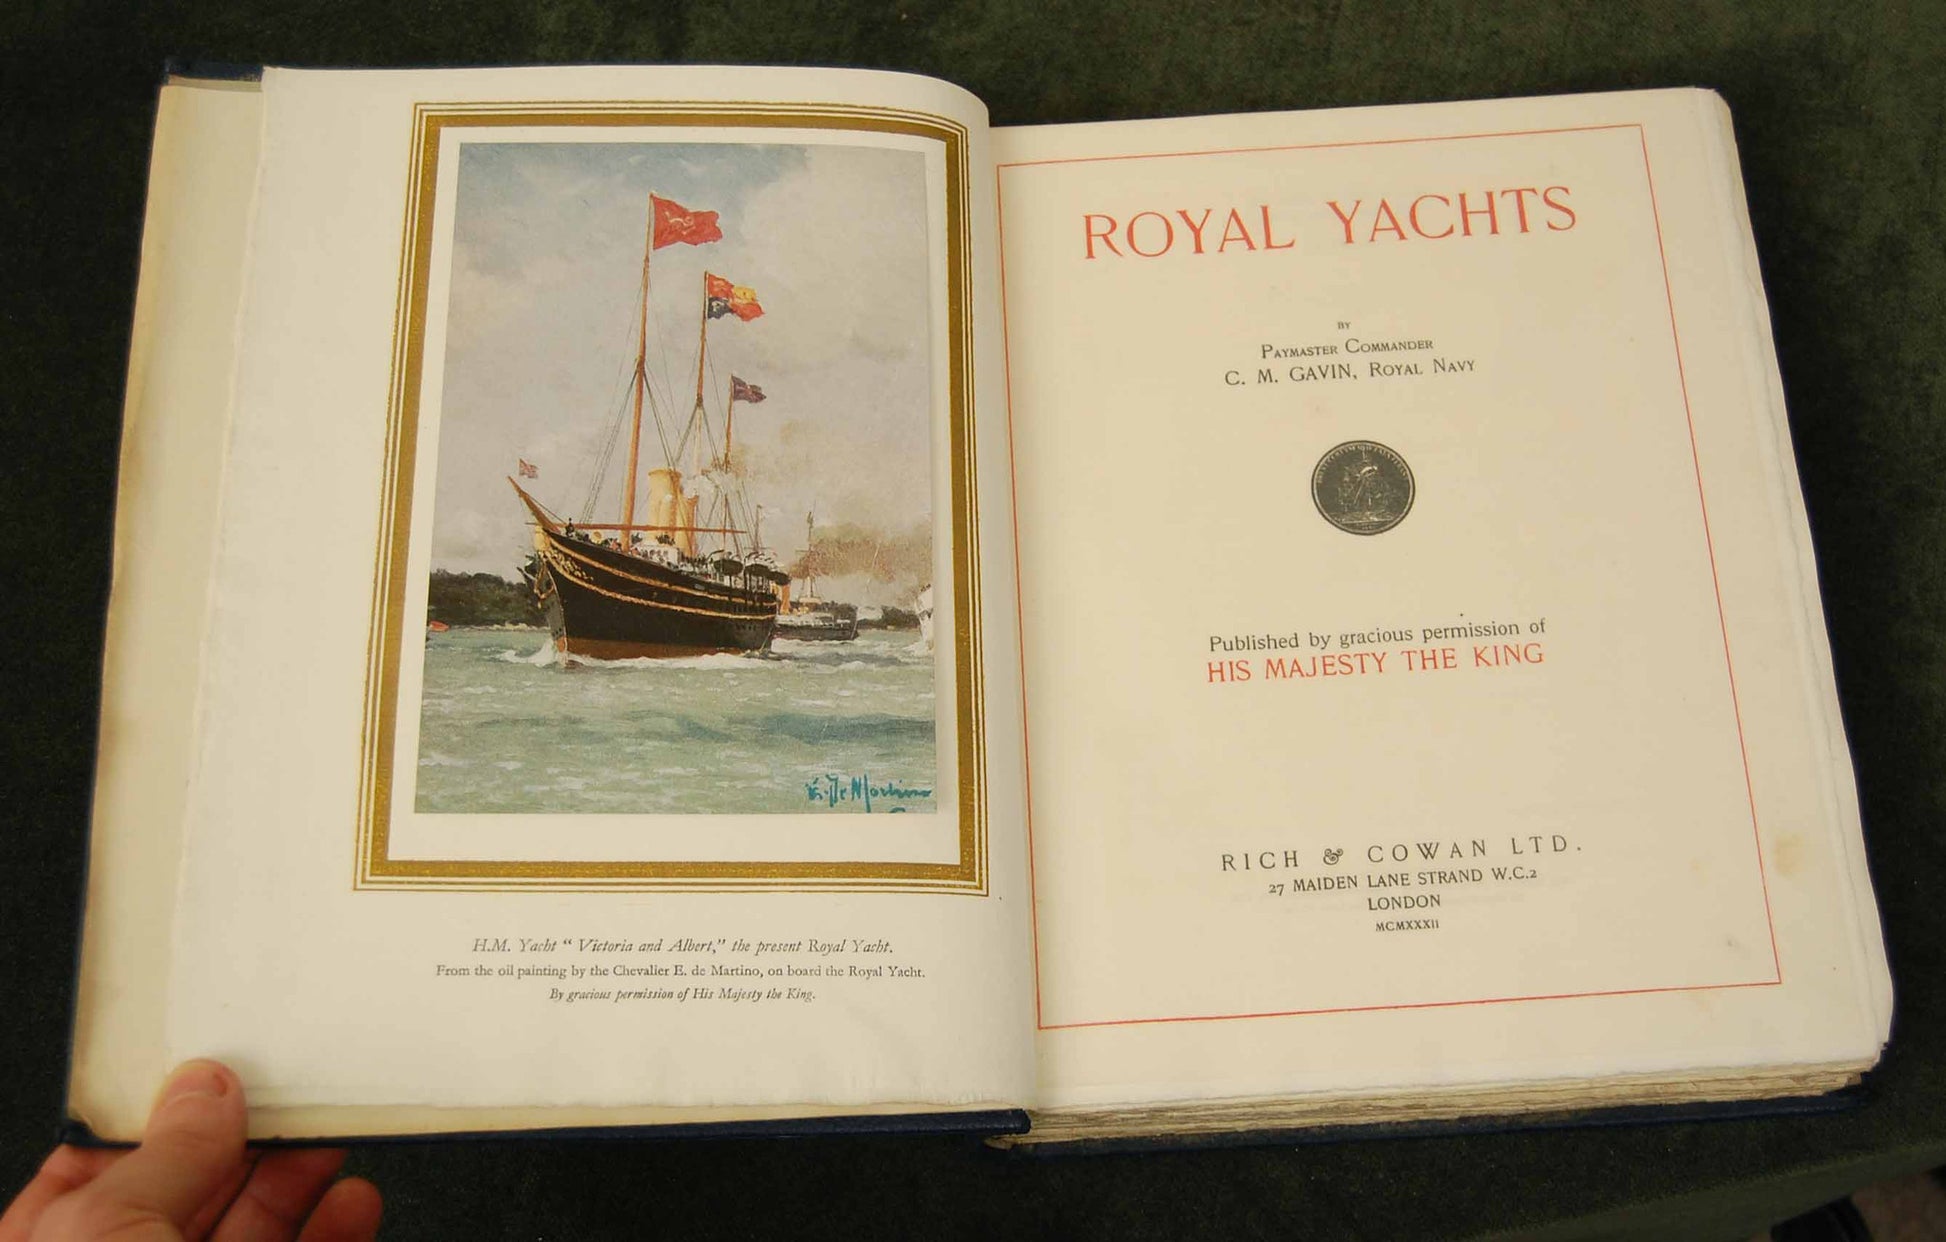 E. De Martino
H.M. Yacht “ Victoria and Albert,” the present Royal Yacht.
From the oil painting by the Chevalier E. de Martino, on board the Royal Yacht.
By gracious permission of His Majesty the King.
ROYAL YACHTS
BY
PAYMASTER COMMANDER
C. M. GAVIN, ROYAL NAVY
Published by gracious permission of
HIS MAJESTY THE KING
RICH & COWAN LTD.
27 MAIDEN LANE STRAND W.C.2
LONDON
MCMXXXII